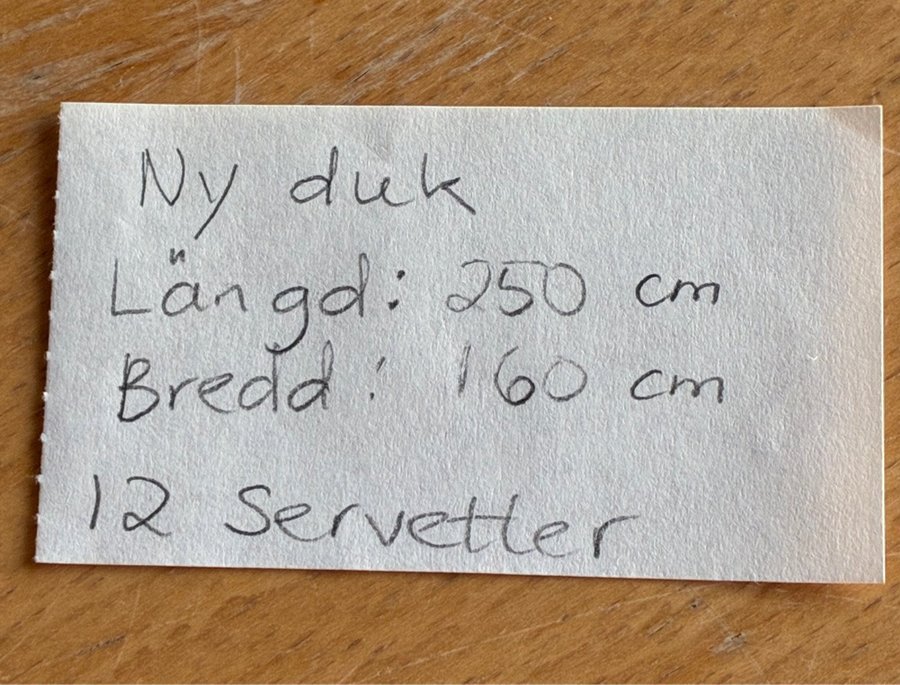 Ny duk
Längd: 250 cm
Bredd: 160 cm
12 Servetter